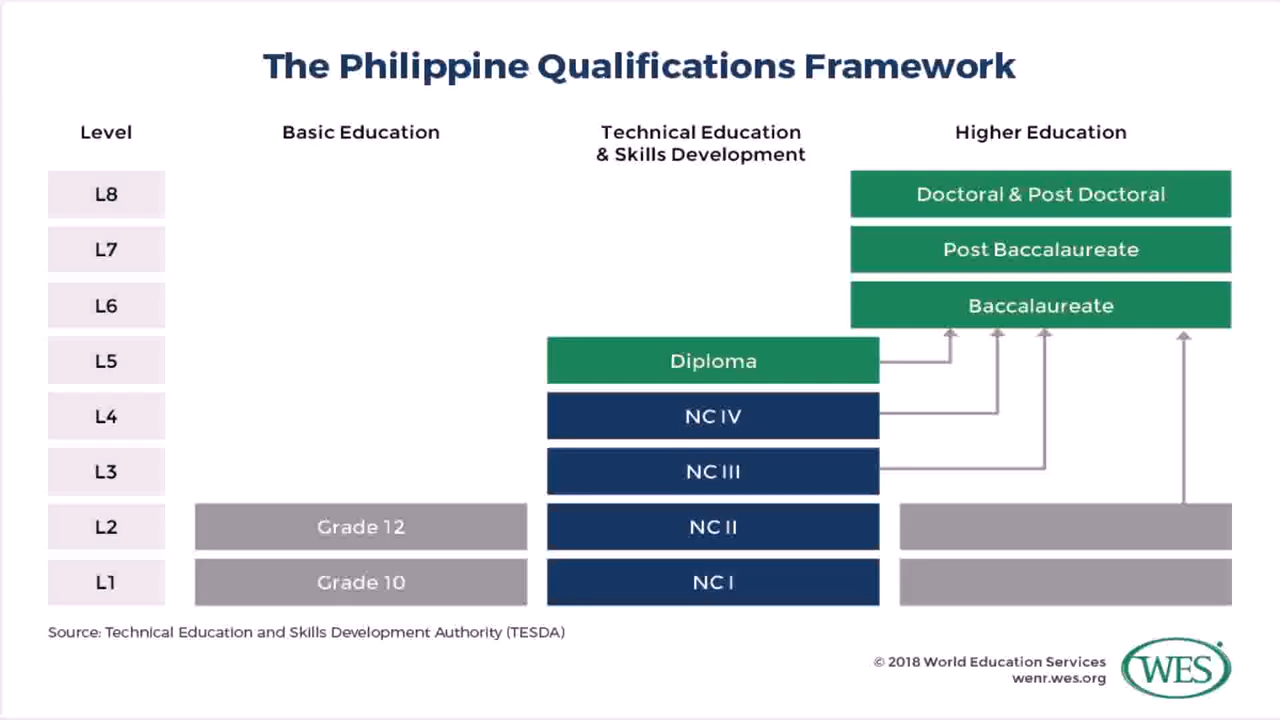 The Philippine Qualifications Framework
Level
Basic Education
Technical Education
& Skills Development
Higher Education
L8
Doctoral & Post Doctoral
L7
Post Baccalaureate
L6
Baccalaureate
L5
Diploma
L4
NC IV
L3
NC III
L2
Grade 12
NC II
L1
Grade 10
NC I
Source: Technical Education and Skills Development Authority (TESDA)
© 2018 World Education Services
wenr.wes.org
WES